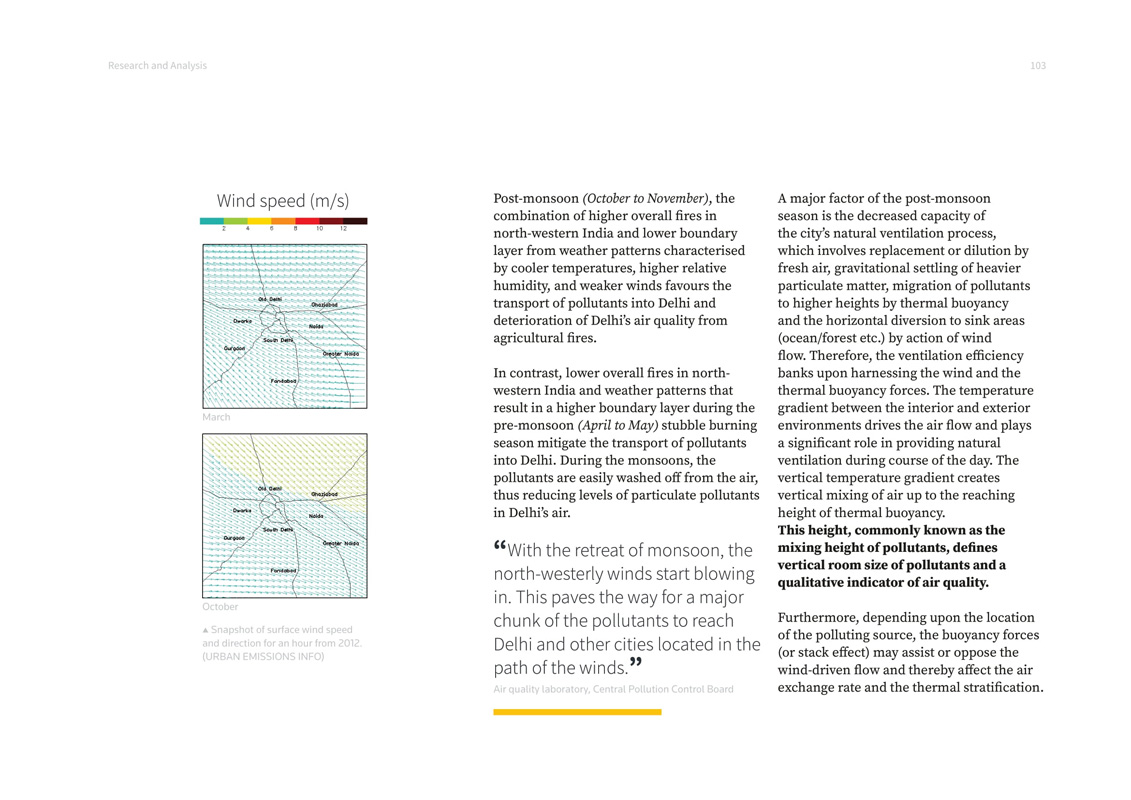 Research and Analysis
103
Wind speed (m/s)
2 4 6 8 10 12
Old Delhi
Ghaziabad
Dwarka
Noida
South Delhi
Gurgaon
Greater Noida
Faridabad
March
Old Delhi
Ghaziabad
Dwarka
Noida
South Delhi
Gurgaon
Greater Noida
Faridabad
October
▲ Snapshot of surface wind speed
and direction for an hour from 2012.
(URBAN EMISSIONS INFO)
Post-monsoon (October to November), the
combination of higher overall fires in
north-western India and lower boundary
layer from weather patterns characterised
by cooler temperatures, higher relative
humidity, and weaker winds favours the
transport of pollutants into Delhi and
deterioration of Delhi’s air quality from
agricultural fires.
In contrast, lower overall fires in north-
western India and weather patterns that
result in a higher boundary layer during the
pre-monsoon (April to May) stubble burning
season mitigate the transport of pollutants
into Delhi. During the monsoons, the
pollutants are easily washed off from the air,
thus reducing levels of particulate pollutants
in Delhi’s air.
“With the retreat of monsoon, the
north-westerly winds start blowing
in. This paves the way for a major
chunk of the pollutants to reach
Delhi and other cities located in the
path of the winds.”
Air quality laboratory, Central Pollution Control Board
A major factor of the post-monsoon
season is the decreased capacity of
the city’s natural ventilation process,
which involves replacement or dilution by
fresh air, gravitational settling of heavier
particulate matter, migration of pollutants
to higher heights by thermal buoyancy
and the horizontal diversion to sink areas
(ocean/forest etc.) by action of wind
flow. Therefore, the ventilation efficiency
banks upon harnessing the wind and the
thermal buoyancy forces. The temperature
gradient between the interior and exterior
environments drives the air flow and plays
a significant role in providing natural
ventilation during course of the day. The
vertical temperature gradient creates
vertical mixing of air up to the reaching
height of thermal buoyancy.
This height, commonly known as the
mixing height of pollutants, defines
vertical room size of pollutants and a
qualitative indicator of air quality.
Furthermore, depending upon the location
of the polluting source, the buoyancy forces
(or stack effect) may assist or oppose the
wind-driven flow and thereby affect the air
exchange rate and the thermal stratification.